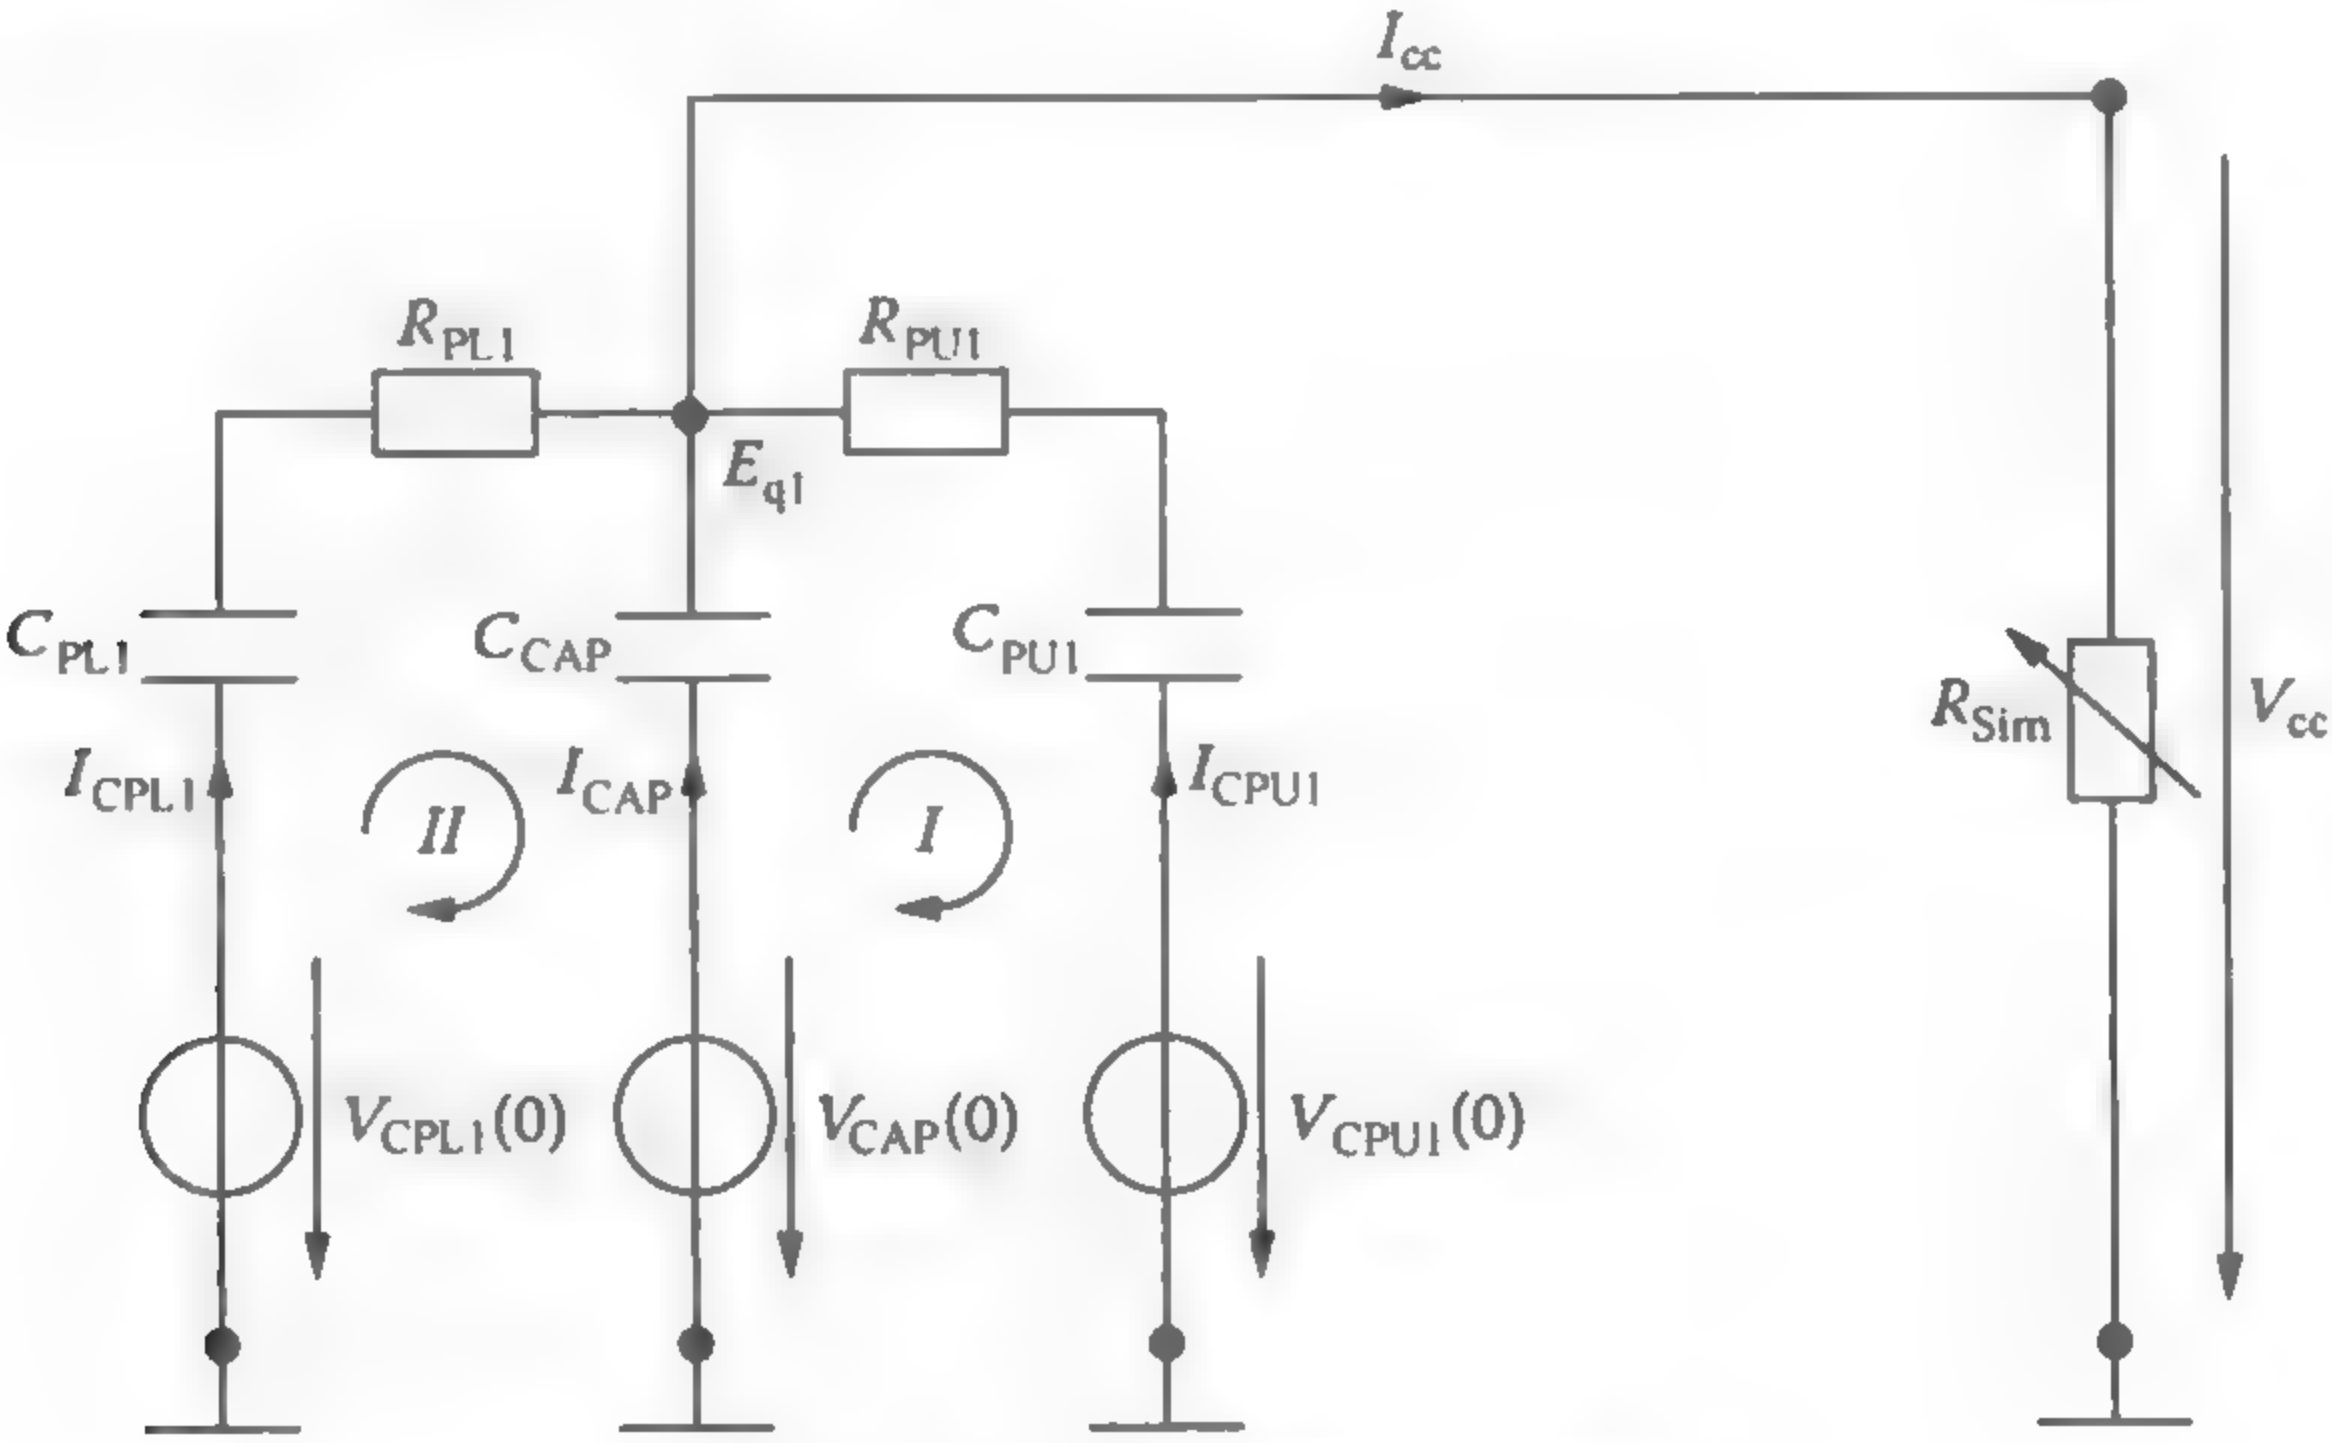 I_cc
R_PL1
R_PU1
E_q1
C_PL1
C_CAP
C_PU1
R_Sim
V_cc
I_CPL1
II
I_CAP
I
I_CPU1
V_CPL1(0)
V_CAP(0)
V_CPU1(0)